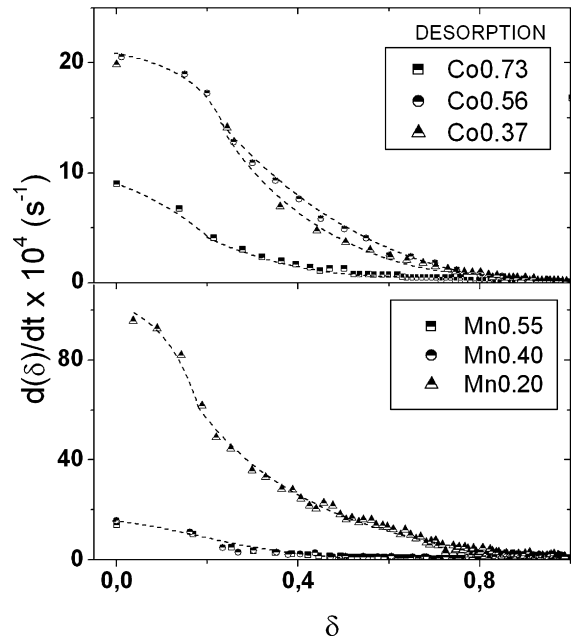 DESORPTION
Co0.73
Co0.56
Co0.37
20
10
0
d(δ)/dt x 10⁴ (s⁻¹)
Mn0.55
Mn0.40
Mn0.20
80
40
0
0,0 0,4 0,8
δ